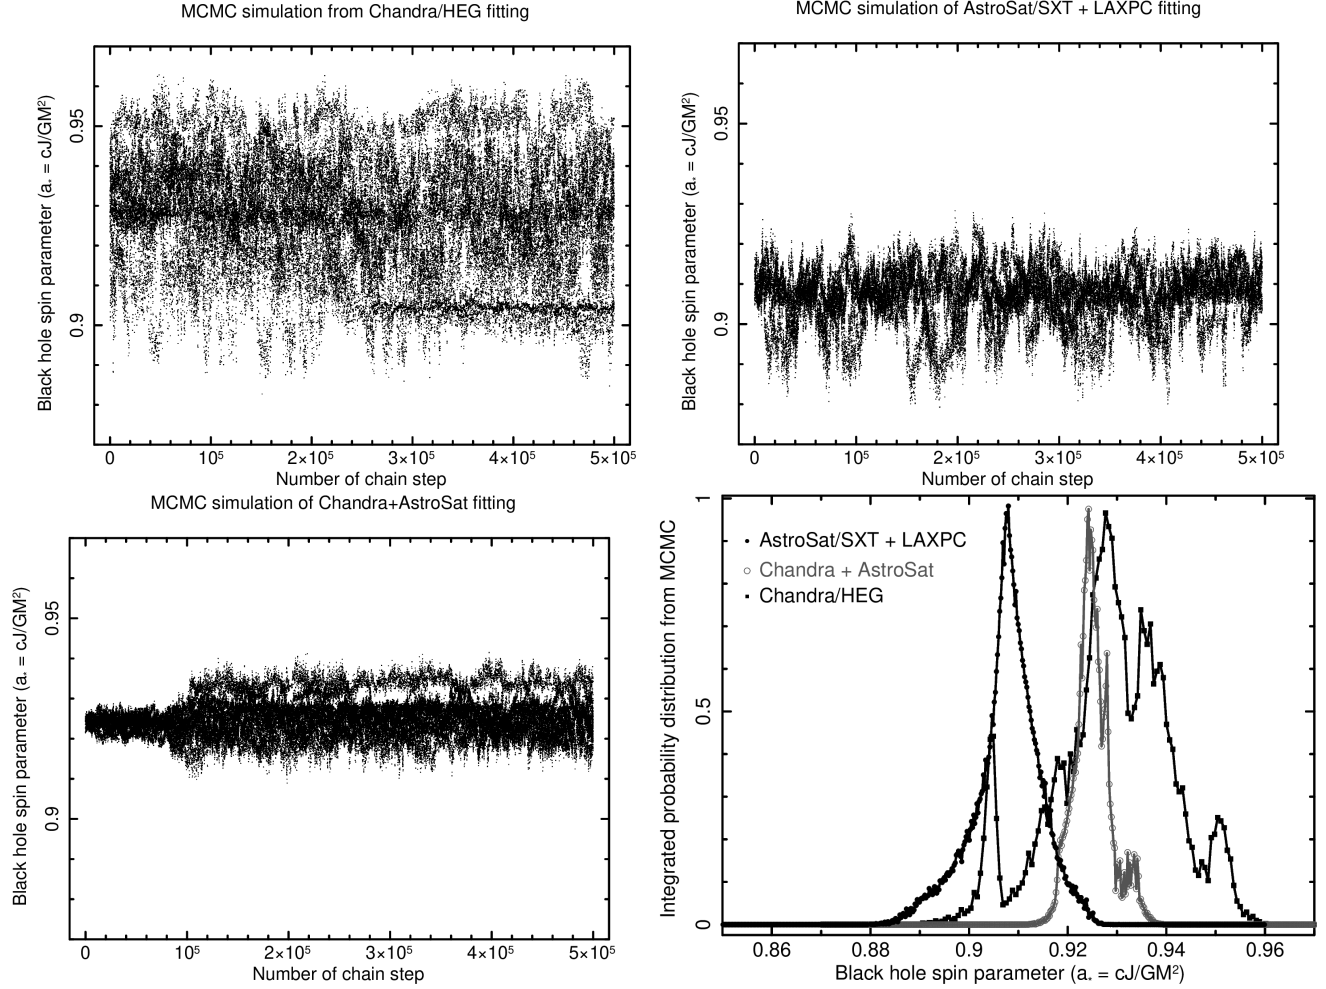 MCMC simulation from Chandra/HEG fitting
Black hole spin parameter (a* = cJ/GM²)
0.95
0.9
0 10⁵ 2×10⁵ 3×10⁵ 4×10⁵ 5×10⁵
Number of chain step
MCMC simulation of AstroSat/SXT + LAXPC fitting
Black hole spin parameter (a* = cJ/GM²)
0.95
0.9
0 10⁵ 2×10⁵ 3×10⁵ 4×10⁵ 5×10⁵
Number of chain step
MCMC simulation of Chandra+AstroSat fitting
Black hole spin parameter (a* = cJ/GM²)
0.95
0.9
0 10⁵ 2×10⁵ 3×10⁵ 4×10⁵ 5×10⁵
Number of chain step
Integrated probability distribution from MCMC
1
0.5
0
AstroSat/SXT + LAXPC
Chandra + AstroSat
Chandra/HEG
0.86 0.88 0.9 0.92 0.94 0.96
Black hole spin parameter (a* = cJ/GM²)